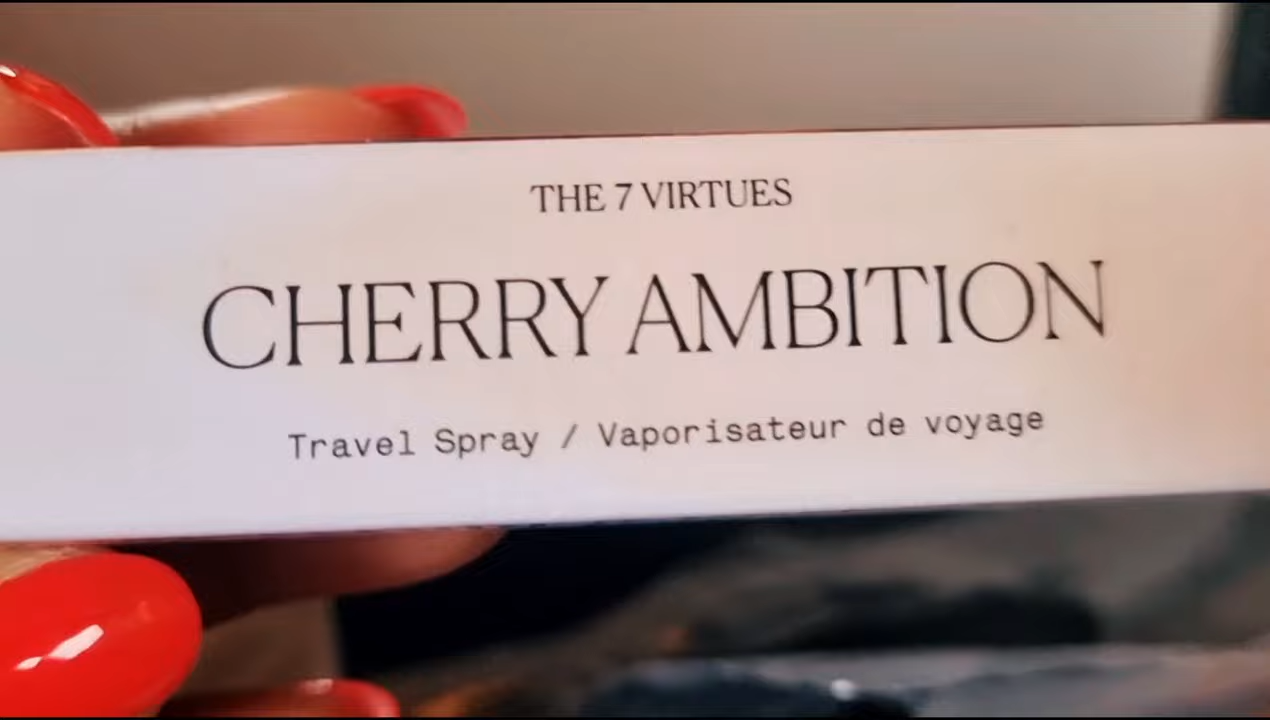 THE 7 VIRTUES
CHERRY AMBITION
Travel Spray / Vaporisateur de voyage